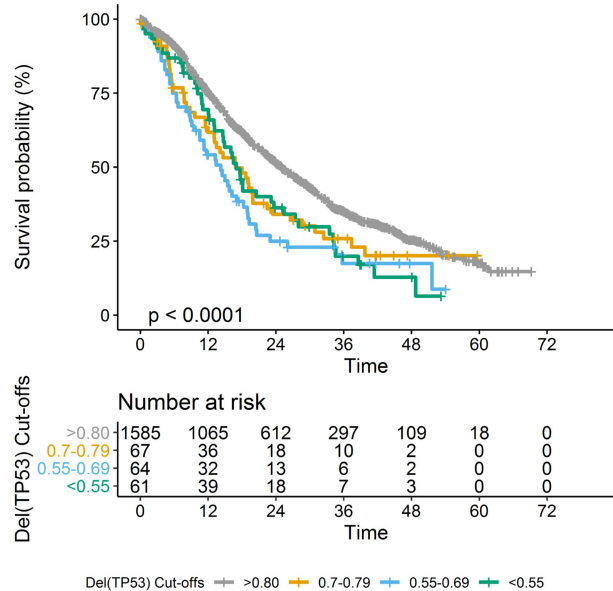 Survival probability (%)
100
75
50
25
0
p < 0.0001
0 12 24 36 48 60 72
Time
Number at risk
Del(TP53) Cut-offs
>0.80 1585 1065 612 297 109 18 0
0.7-0.79 67 36 18 10 2 0 0
0.55-0.69 64 32 13 6 2 0 0
<0.55 61 39 18 7 3 0 0
0 12 24 36 48 60 72
Time
Del(TP53) Cut-offs >0.80 0.7-0.79 0.55-0.69 <0.55